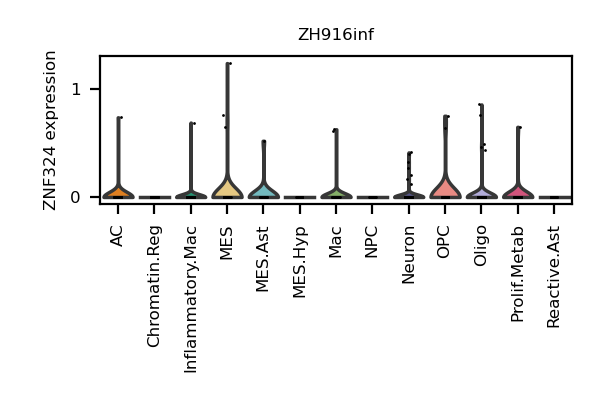 ZH916inf
ZNF324 expression
1
0
AC
Chromatin.Reg
Inflammatory.Mac
MES
MES.Ast
MES.Hyp
Mac
NPC
Neuron
OPC
Oligo
Prolif.Metab
Reactive.Ast